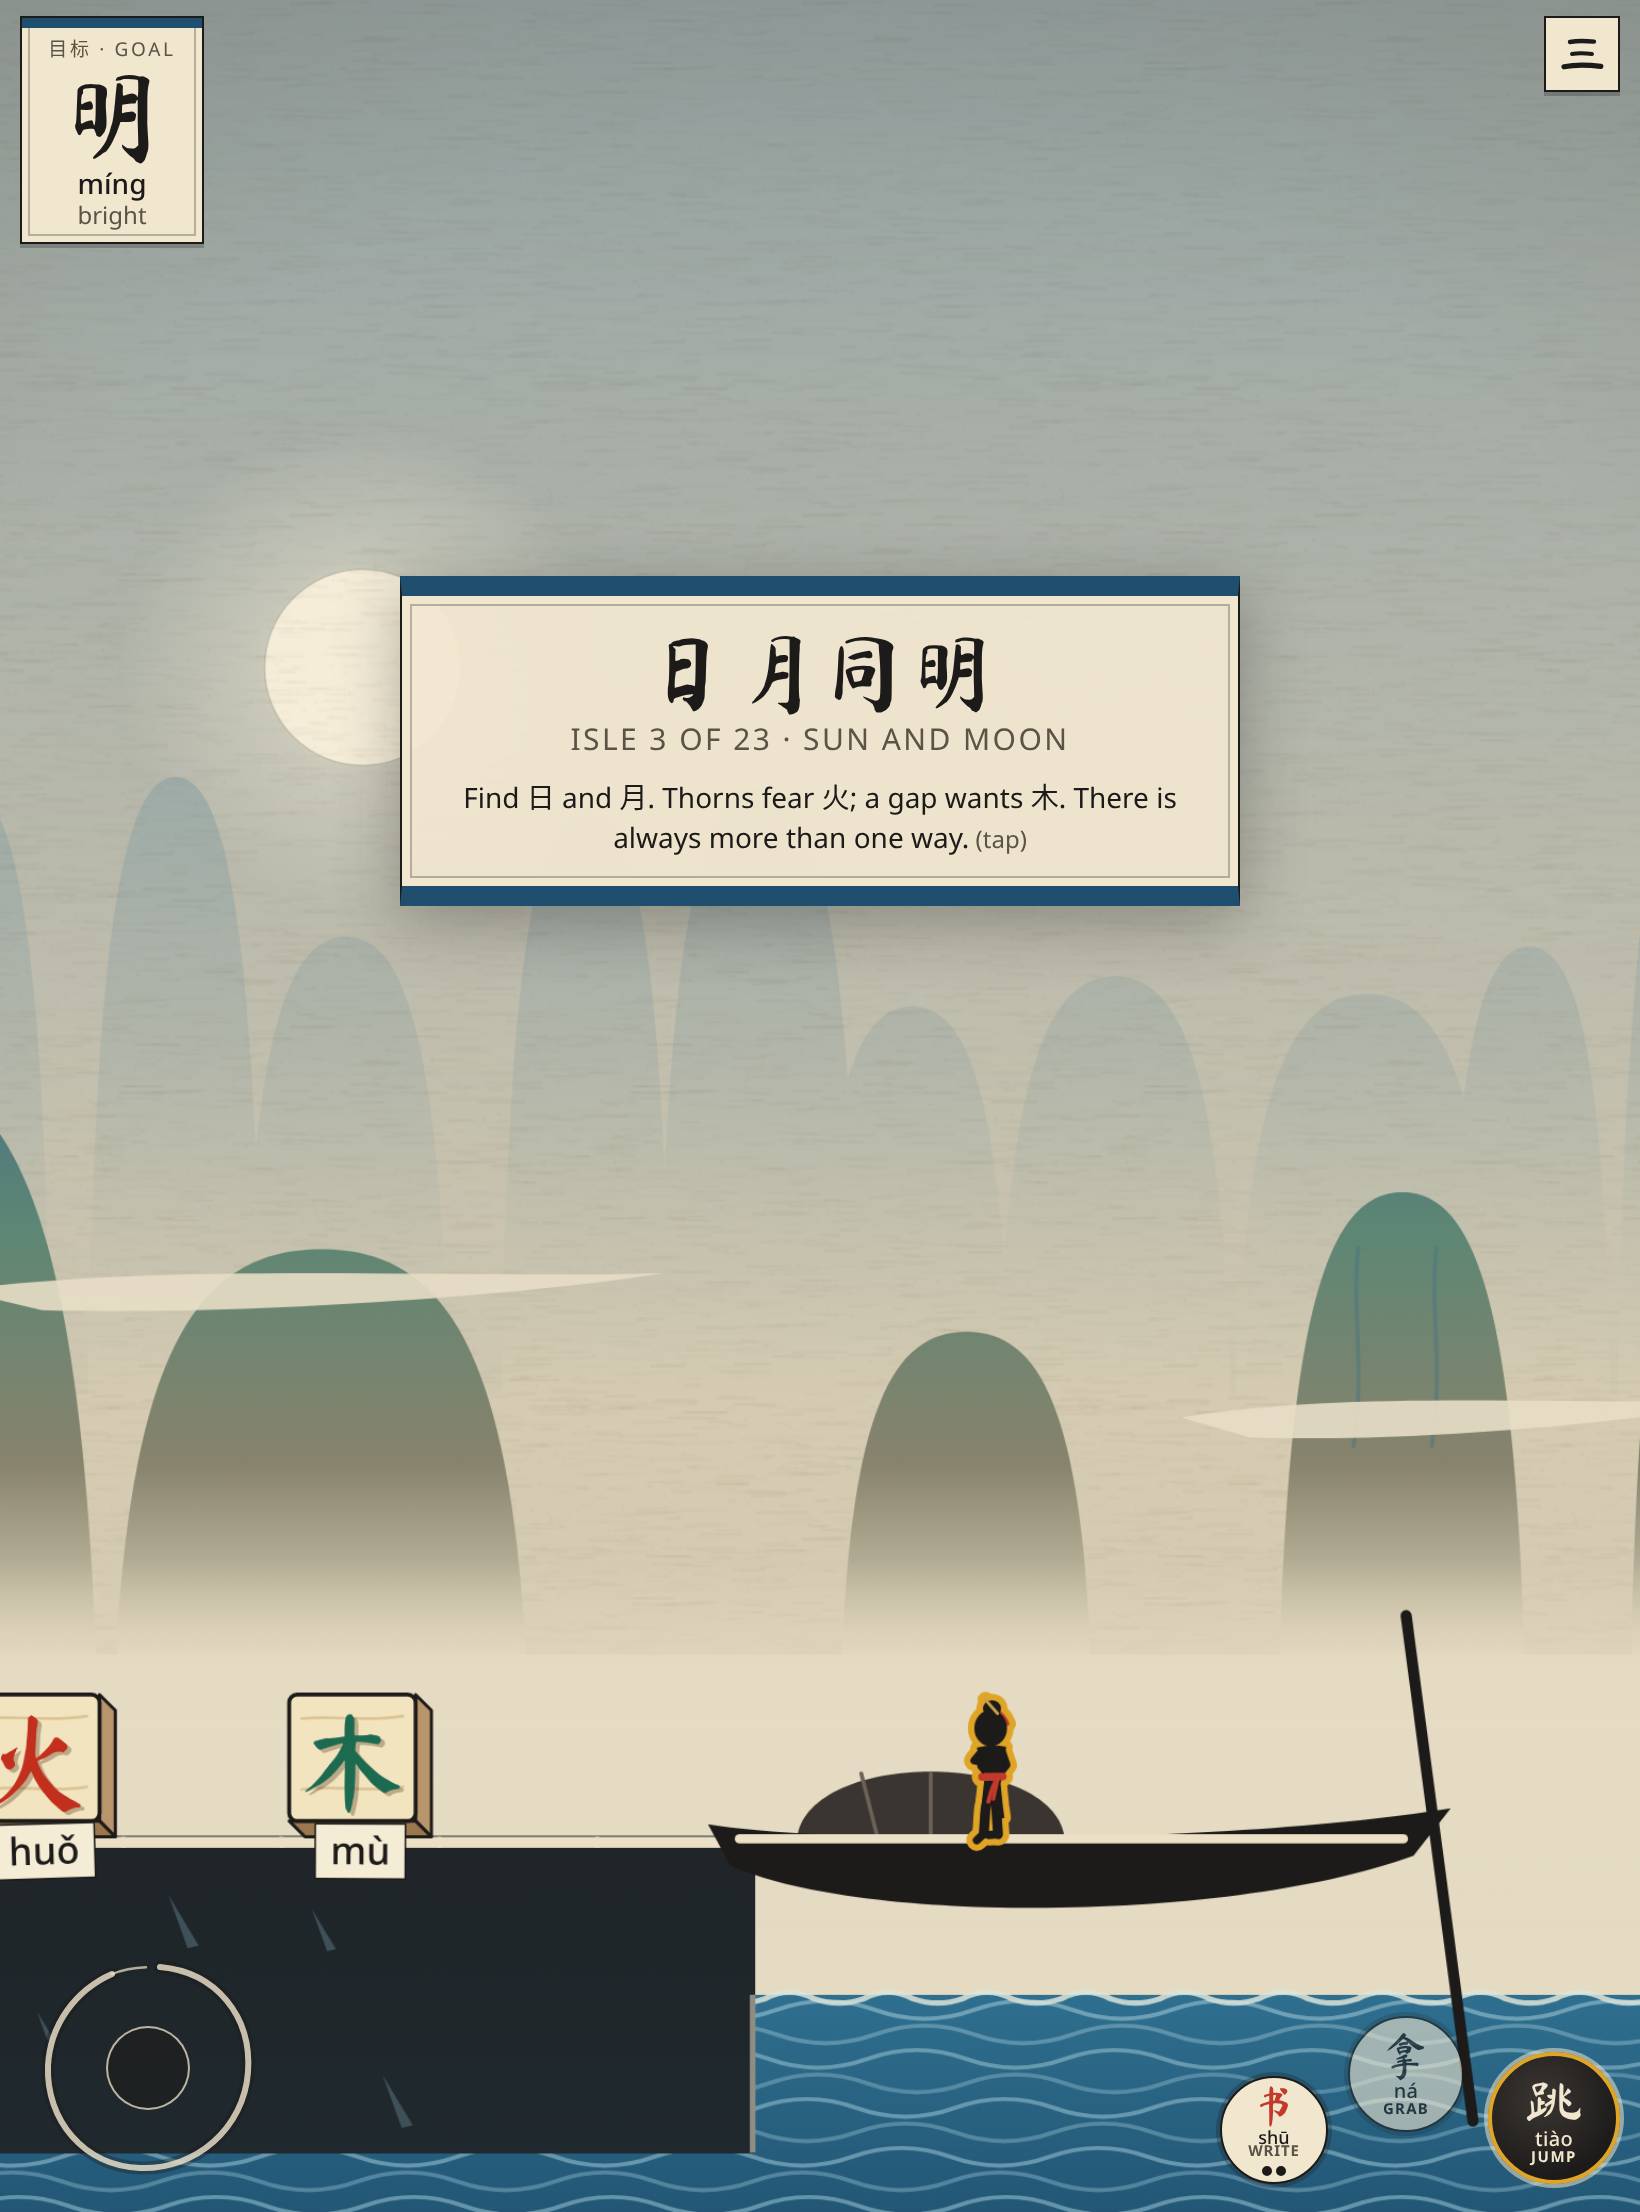 目标 · GOAL
明
míng
bright
三
日月同明
ISLE 3 OF 23 · SUN AND MOON
Find 日 and 月. Thorns fear 火; a gap wants 木. There is
always more than one way. (tap)
火
huǒ
木
mù
书
shū
WRITE
拿
ná
GRAB
跳
tiào
JUMP